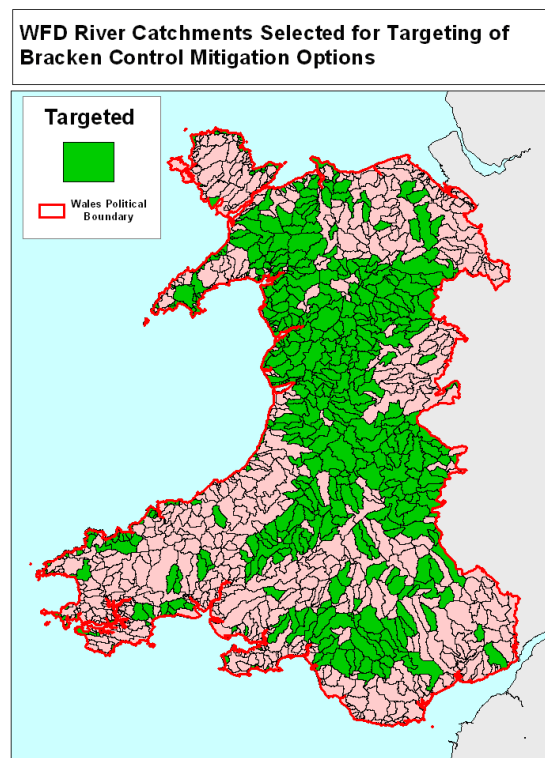 WFD River Catchments Selected for Targeting of
Bracken Control Mitigation Options
Targeted
Wales Political
Boundary